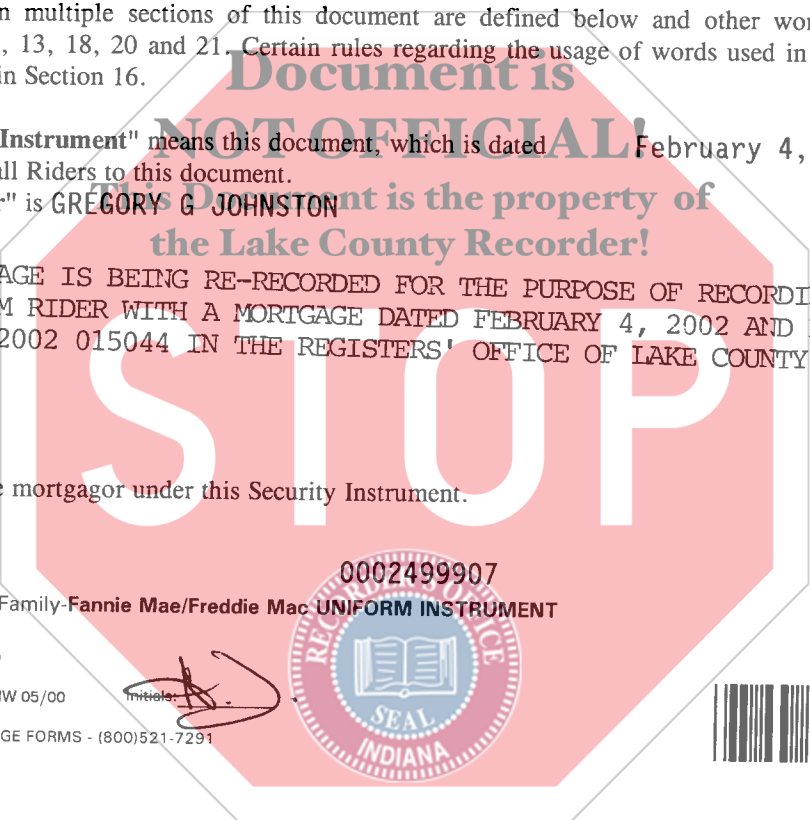 n multiple sections of this document are defined below and other wor
, 13, 18, 20 and 21. Certain rules regarding the usage of words used in
in Section 16.
Document is
NOT OFFICIAL!
This Document is the property of
the Lake County Recorder!
Instrument" means this document, which is dated February 4,
all Riders to this document.
r" is GREGORY G JOHNSTON
AGE IS BEING RE-RECORDED FOR THE PURPOSE OF RECORDI
M RIDER WITH A MORTGAGE DATED FEBRUARY 4, 2002 AND
2002 015044 IN THE REGISTERS' OFFICE OF LAKE COUNTY
STOP
e mortgagor under this Security Instrument.
0002499907
Family-Fannie Mae/Freddie Mac UNIFORM INSTRUMENT
RECORDER'S OFFICE
SEAL
INDIANA
W 05/00
Initials:
GE FORMS - (800)521-7291